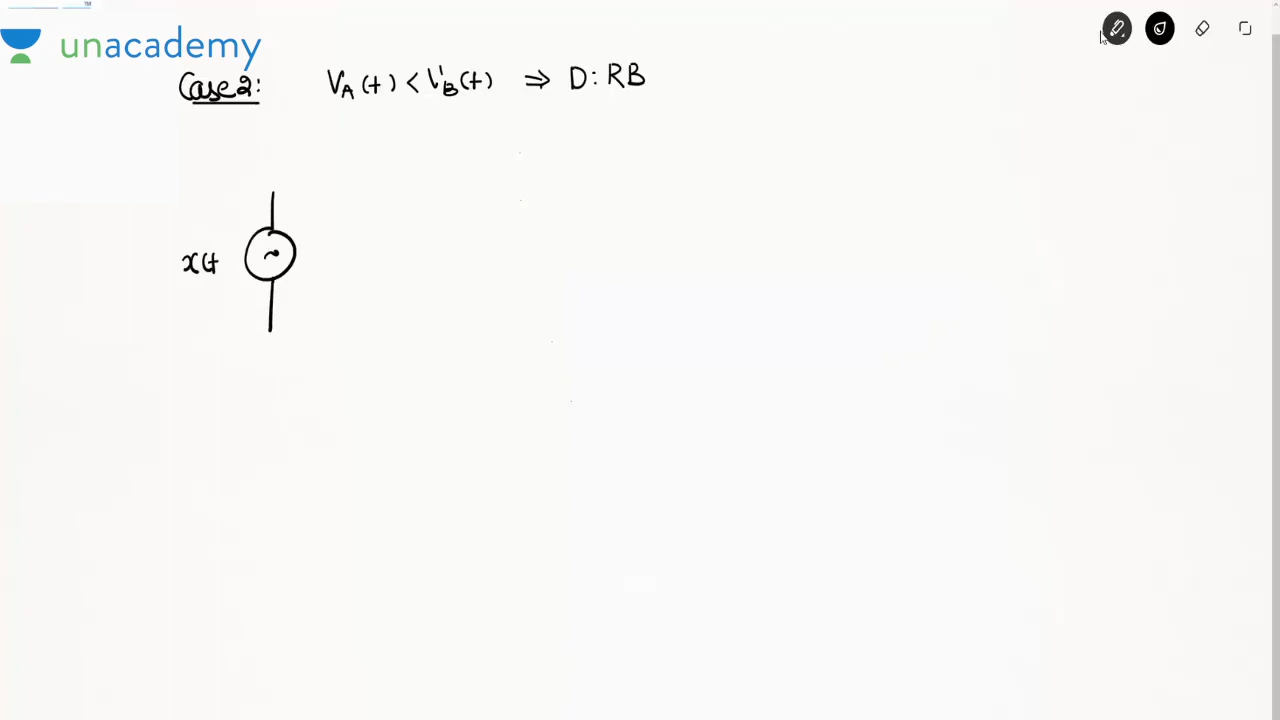 unacademy
Case 2: V_A(t) < V_B(t) ⇒ D: RB
x(t